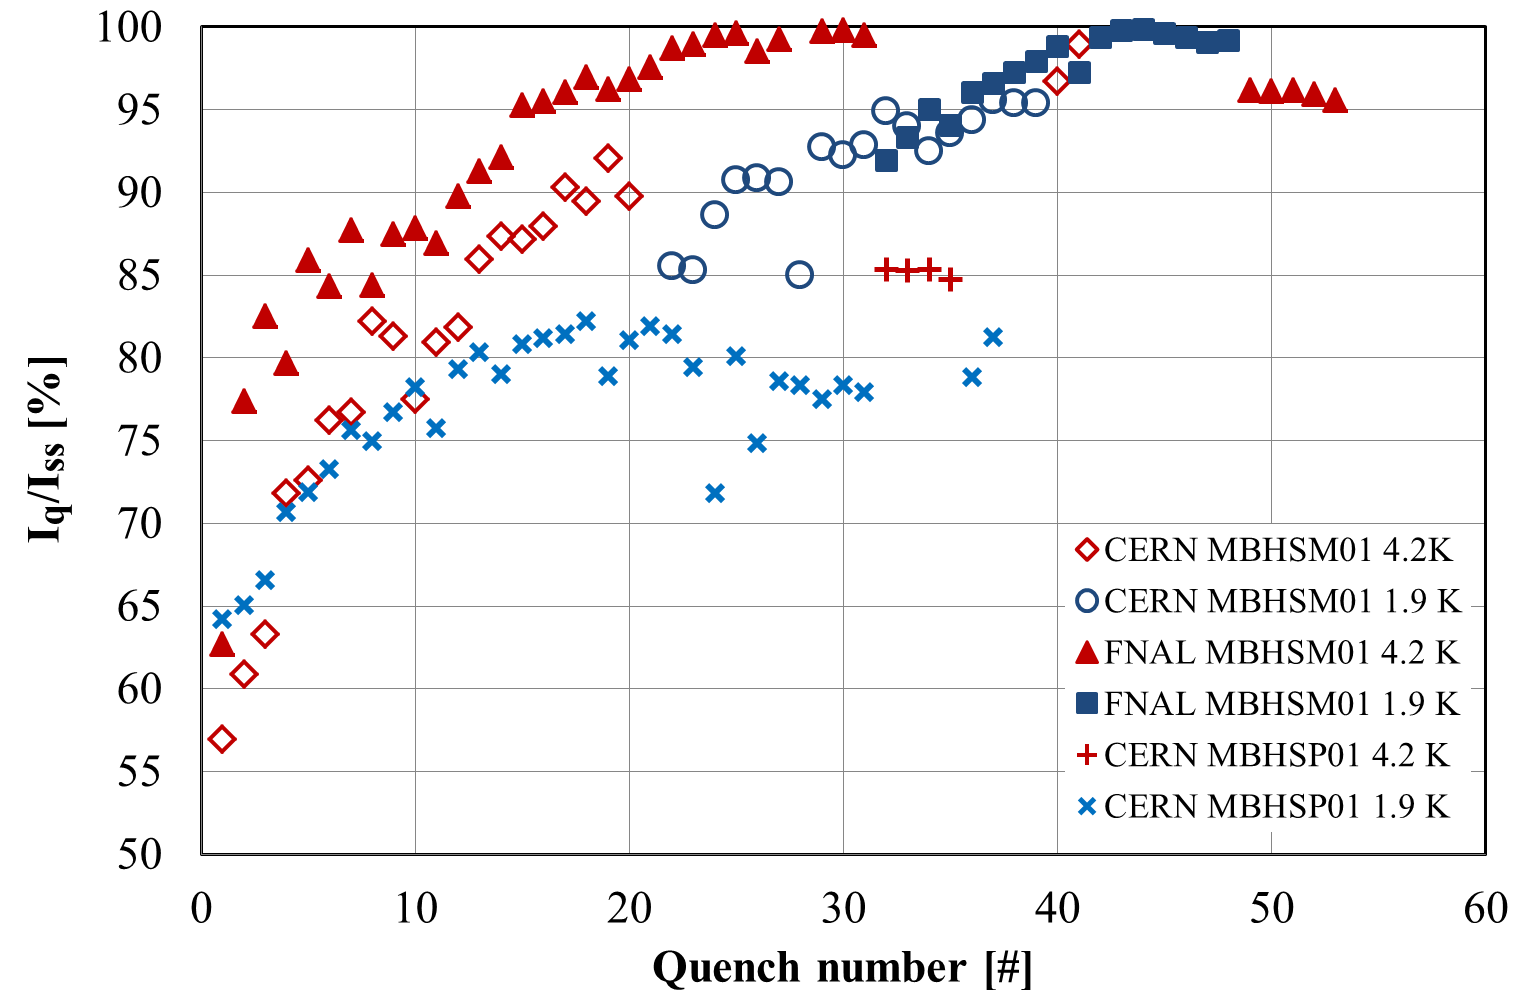 100
95
90
85
80
75
70
65
60
55
50
Iq/Iss [%]
CERN MBHSM01 4.2K
CERN MBHSM01 1.9 K
FNAL MBHSM01 4.2 K
FNAL MBHSM01 1.9 K
CERN MBHSP01 4.2 K
CERN MBHSP01 1.9 K
0 10 20 30 40 50 60
Quench number [#]